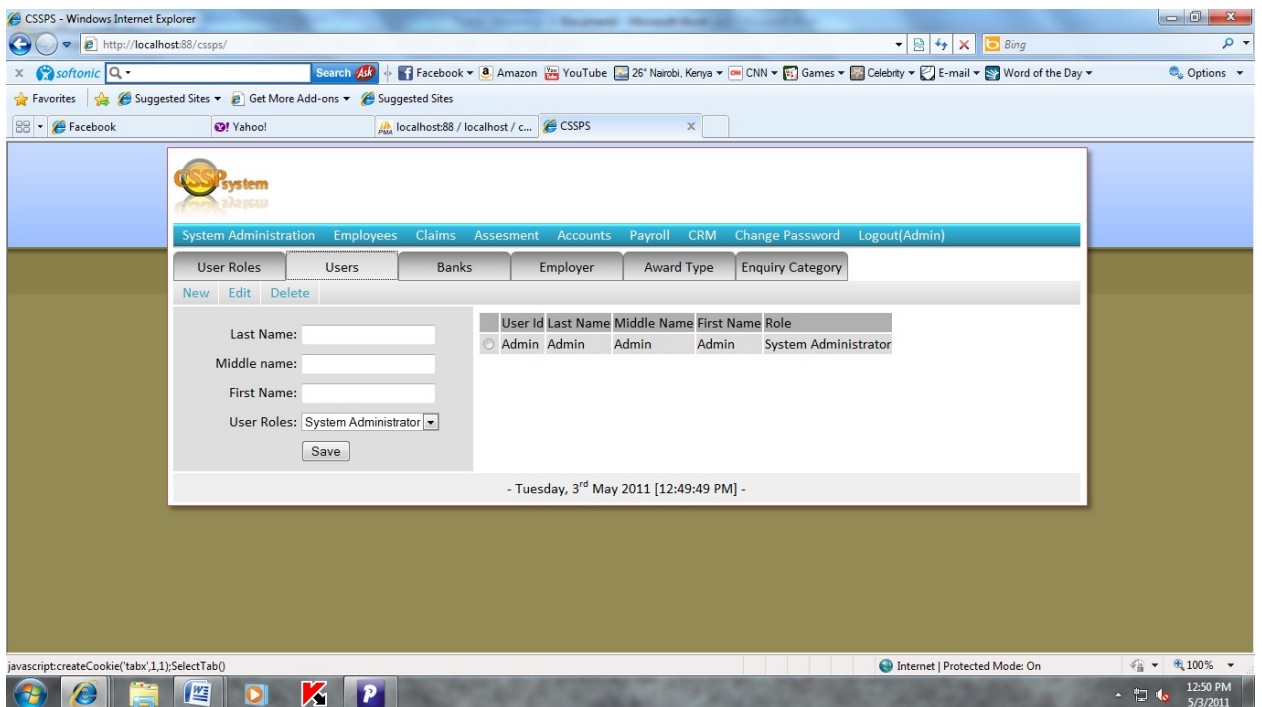 CSSPS - Windows Internet Explorer
http://localhost:88/cssps/ Bing
softonic Search Ask Facebook Amazon YouTube 26° Nairobi, Kenya CNN Games Celebrity E-mail Word of the Day Options
Favorites Suggested Sites Get More Add-ons Suggested Sites
Facebook Yahoo! localhost:88 / localhost / c... CSSPS
CSSPsystem
System Administration Employees Claims Assesment Accounts Payroll CRM Change Password Logout(Admin)
User Roles Users Banks Employer Award Type Enquiry Category
New Edit Delete
User Id Last Name Middle Name First Name Role
Admin Admin Admin Admin System Administrator
Last Name:
Middle name:
First Name:
User Roles: System Administrator
Save
- Tuesday, 3rd May 2011 [12:49:49 PM] -
javascript:createCookie('tabx',1,1);SelectTab() Internet | Protected Mode: On 100%
12:50 PM
5/3/2011